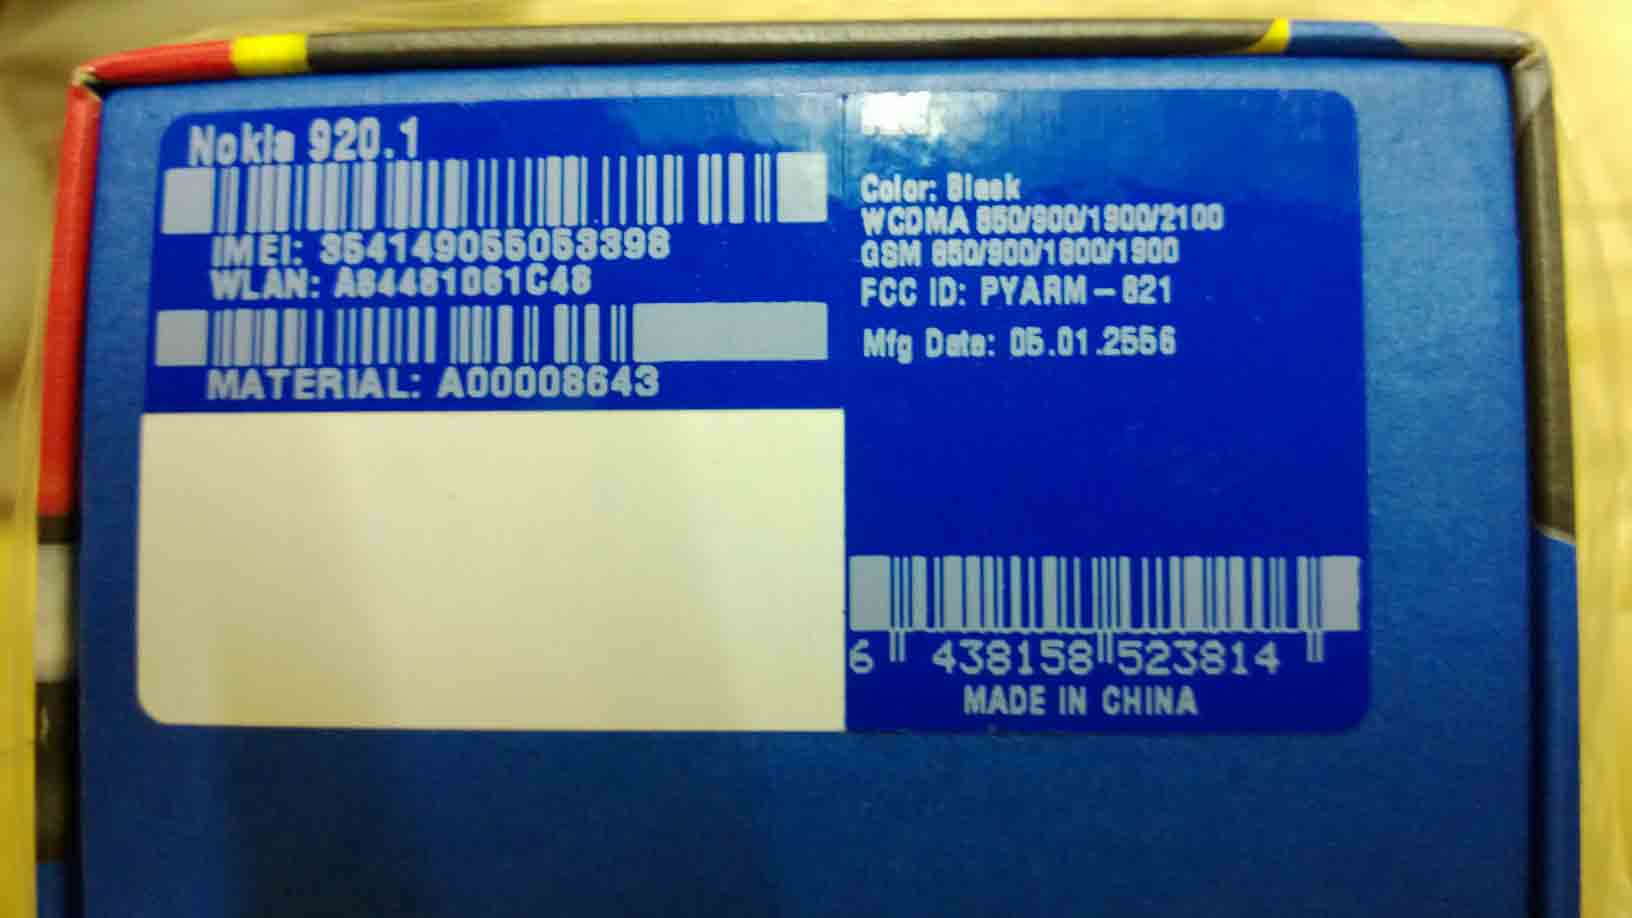 Nokia 920.1
IMEI: 354149055053398
WLAN: A84481061C48
MATERIAL: A00008643
Color: Black
WCDMA 850/900/1900/2100
GSM 850/900/1800/1900
FCC ID: PYARM-821
Mfg Date: 05.01.2556
6 438158 523814
MADE IN CHINA